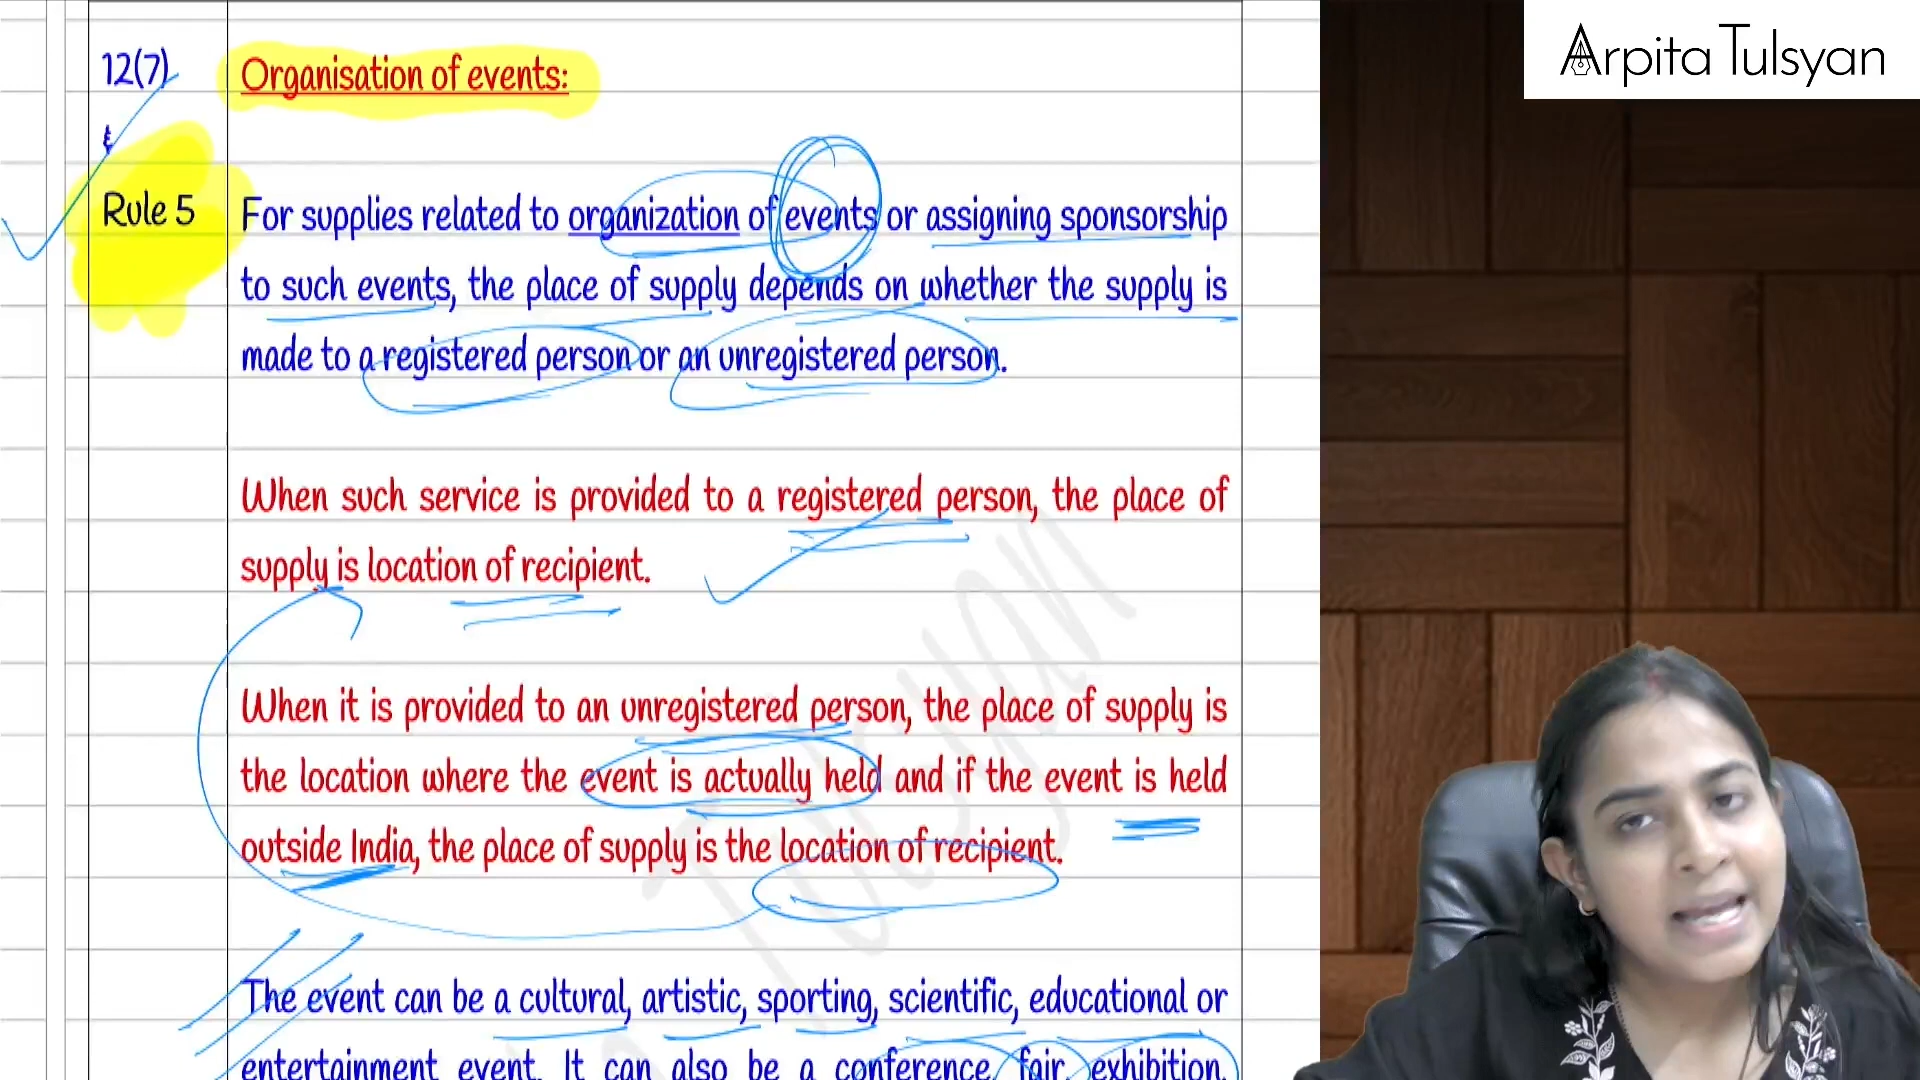 Arpita Tulsyan
12(7)
&
Rule 5
Organisation of events:
For supplies related to organization of events or assigning sponsorship
to such events, the place of supply depends on whether the supply is
made to a registered person or an unregistered person.
When such service is provided to a registered person, the place of
supply is location of recipient.
When it is provided to an unregistered person, the place of supply is
the location where the event is actually held and if the event is held
outside India, the place of supply is the location of recipient.
The event can be a cultural, artistic, sporting, scientific, educational or
entertainment event. It can also be a conference, fair, exhibition,
Tulsyan